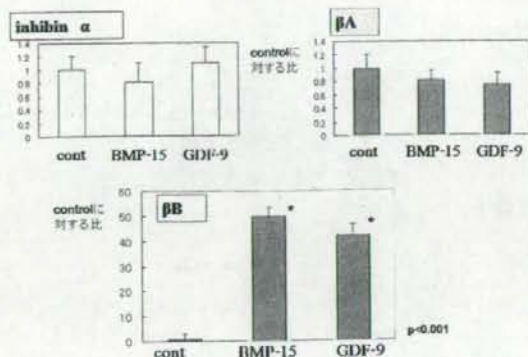 inhibin α
1.4
1.2
1
0.8
0.6
0.4
0.2
0
cont BMP-15 GDF-9
βA
controlに
対する比
1.4
1.2
1
0.8
0.6
0.4
0.2
0
cont BMP-15 GDF-9
βB
controlに
対する比
60
50
40
30
20
10
0
*
*
cont BMP-15 GDF-9
p<0.001